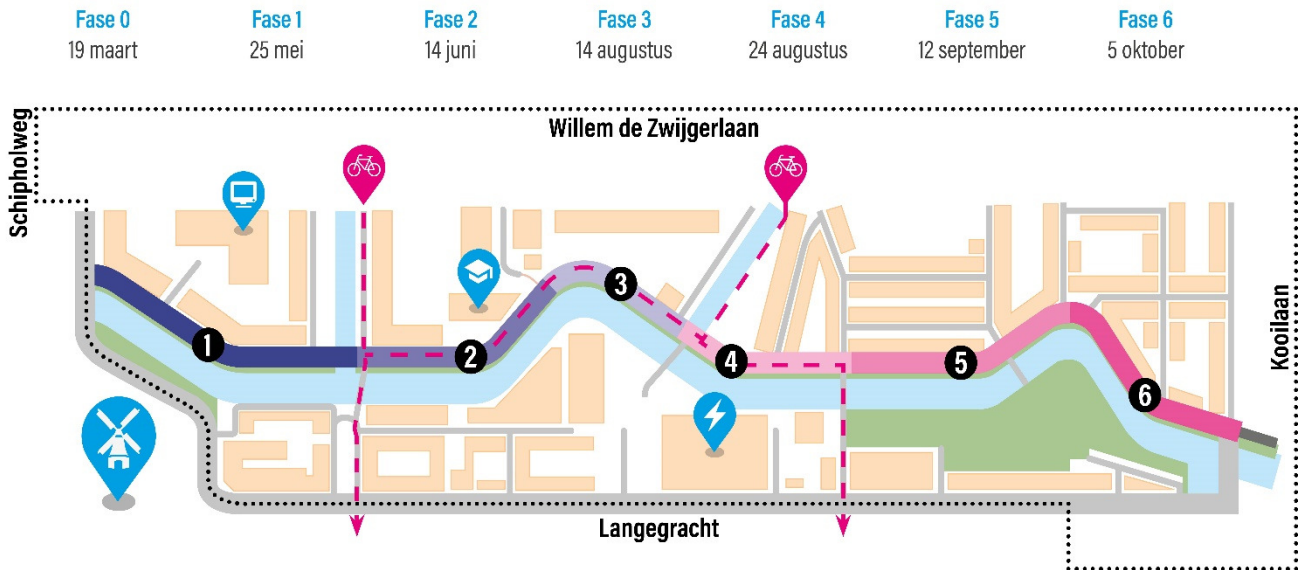 Fase 0 Fase 1 Fase 2 Fase 3 Fase 4 Fase 5 Fase 6
19 maart 25 mei 14 juni 14 augustus 24 augustus 12 september 5 oktober
Willem de Zwijgerlaan
Schipholweg
Kooilaan
1
2
3
4
5
6
Langegracht